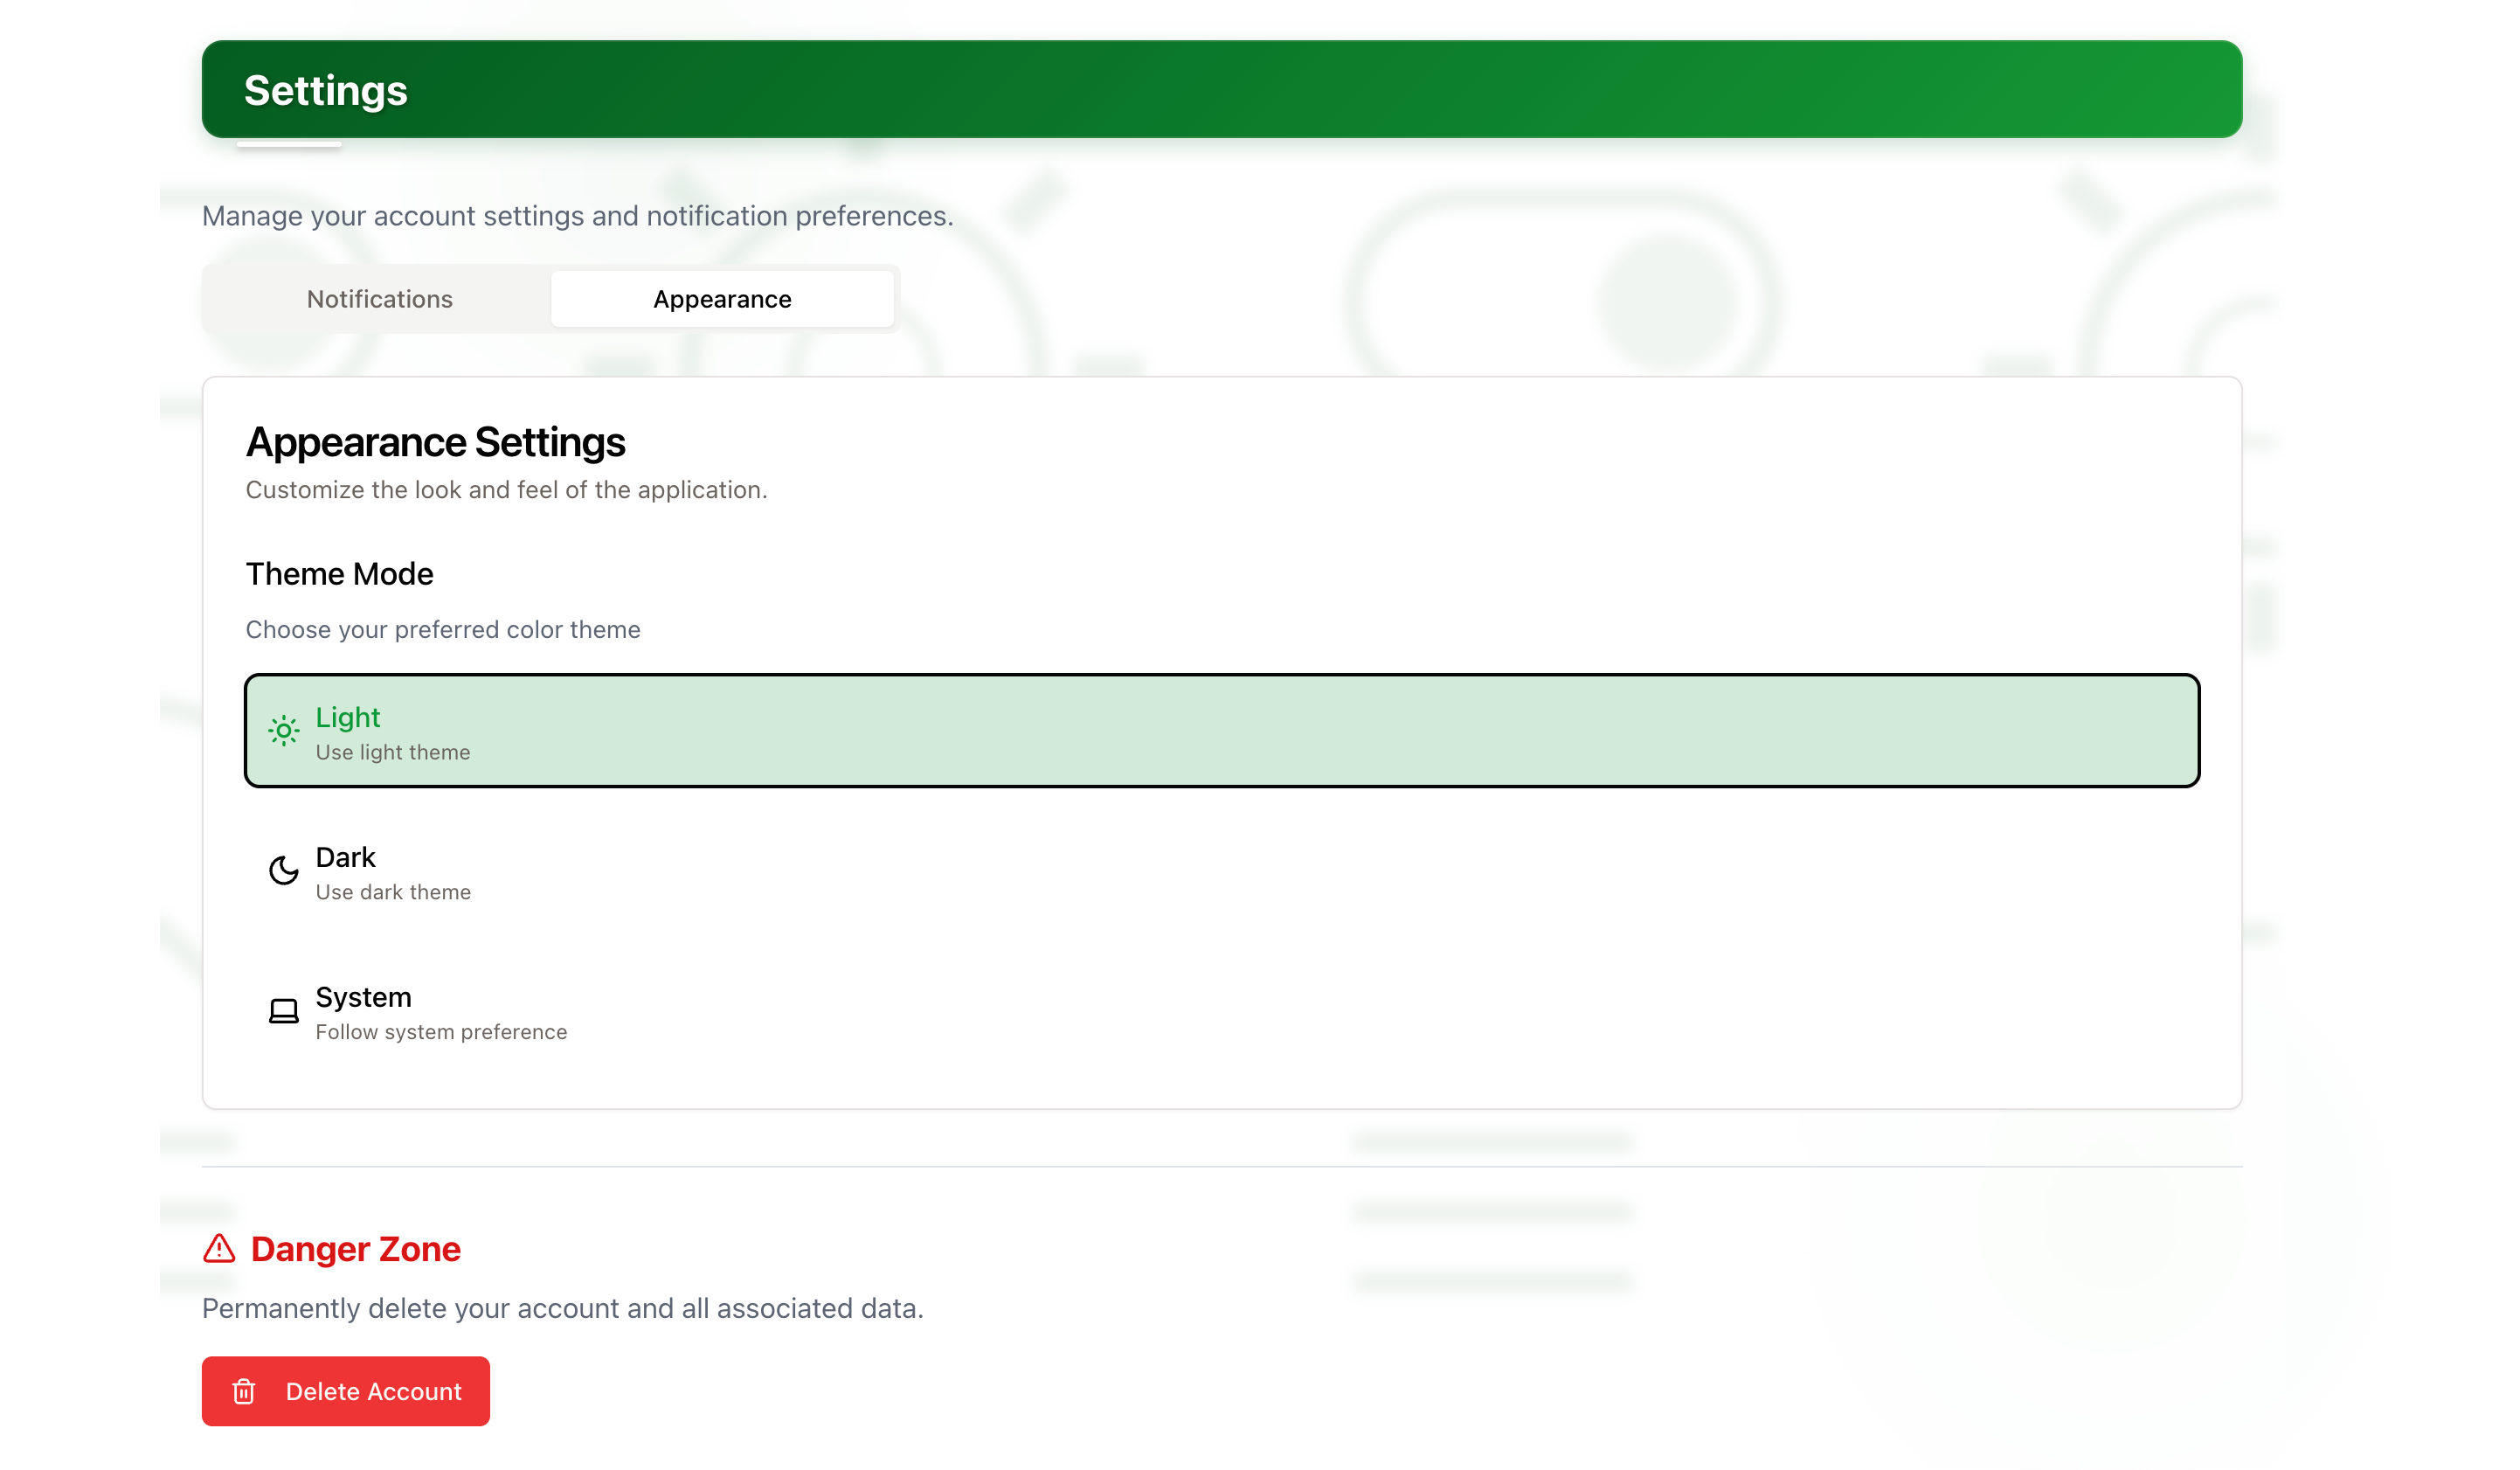 Settings
Manage your account settings and notification preferences.
Notifications
Appearance
Appearance Settings
Customize the look and feel of the application.
Theme Mode
Choose your preferred color theme
Light
Use light theme
Dark
Use dark theme
System
Follow system preference
Danger Zone
Permanently delete your account and all associated data.
Delete Account